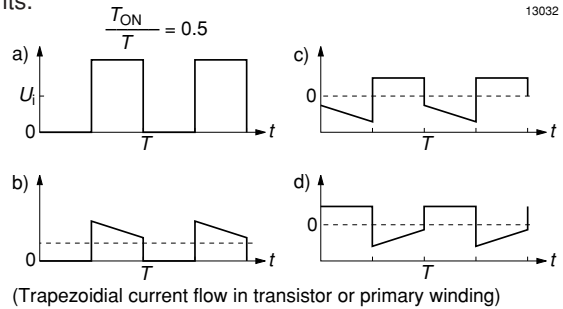 its.
13032
T_ON / T = 0.5
a)
U_i
0
T
t
c)
0
T
t
b)
0
T
t
d)
0
T
t
(Trapezoidial current flow in transistor or primary winding)